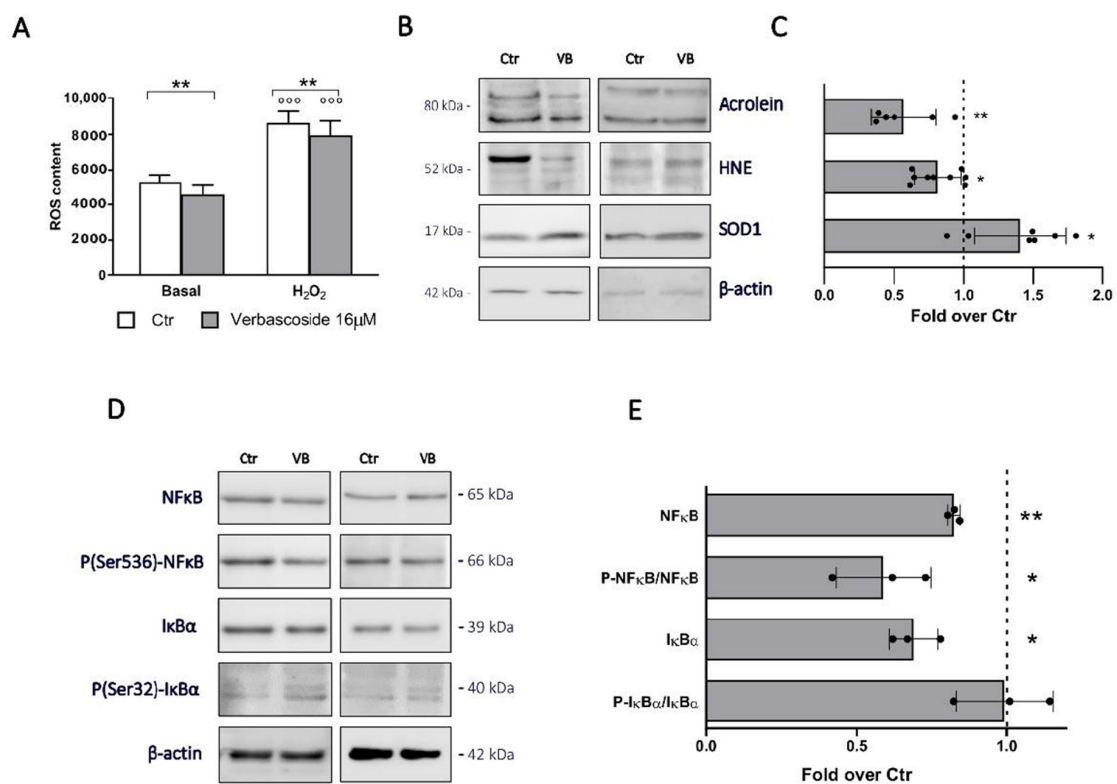 A
ROS content
10,000
8000
6000
4000
2000
0
**
**
°°°
°°°
Basal
H₂O₂
Ctr
Verbascoside 16μM
B
Ctr
VB
Ctr
VB
80 kDa -
Acrolein
52 kDa -
HNE
17 kDa -
SOD1
42 kDa -
β-actin
C
**
*
*
0.0
0.5
1.0
1.5
2.0
Fold over Ctr
D
Ctr
VB
Ctr
VB
NFκB
- 65 kDa
P(Ser536)-NFκB
- 66 kDa
IκBα
- 39 kDa
P(Ser32)-IκBα
- 40 kDa
β-actin
- 42 kDa
E
NFκB
**
P-NFκB/NFκB
*
IκBα
*
P-IκBα/IκBα
0.0
0.5
1.0
Fold over Ctr